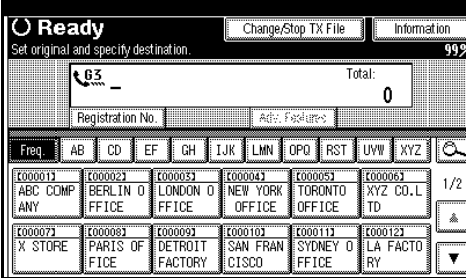 Ready
Change/Stop TX File
Information
Set original and specify destination.
99%
G3
Total:
0
Registration No.
Adv. Features
Freq.
AB
CD
EF
GH
IJK
LMN
OPQ
RST
UVW
XYZ
[00001]
ABC COMP
ANY
[00002]
BERLIN O
FFICE
[00003]
LONDON O
FFICE
[00004]
NEW YORK
OFFICE
[00005]
TORONTO
OFFICE
[00006]
XYZ CO.L
TD
1/2
[00007]
X STORE
[00008]
PARIS OF
FICE
[00009]
DETROIT
FACTORY
[00010]
SAN FRAN
CISCO
[00011]
SYDNEY O
FFICE
[00012]
LA FACTO
RY